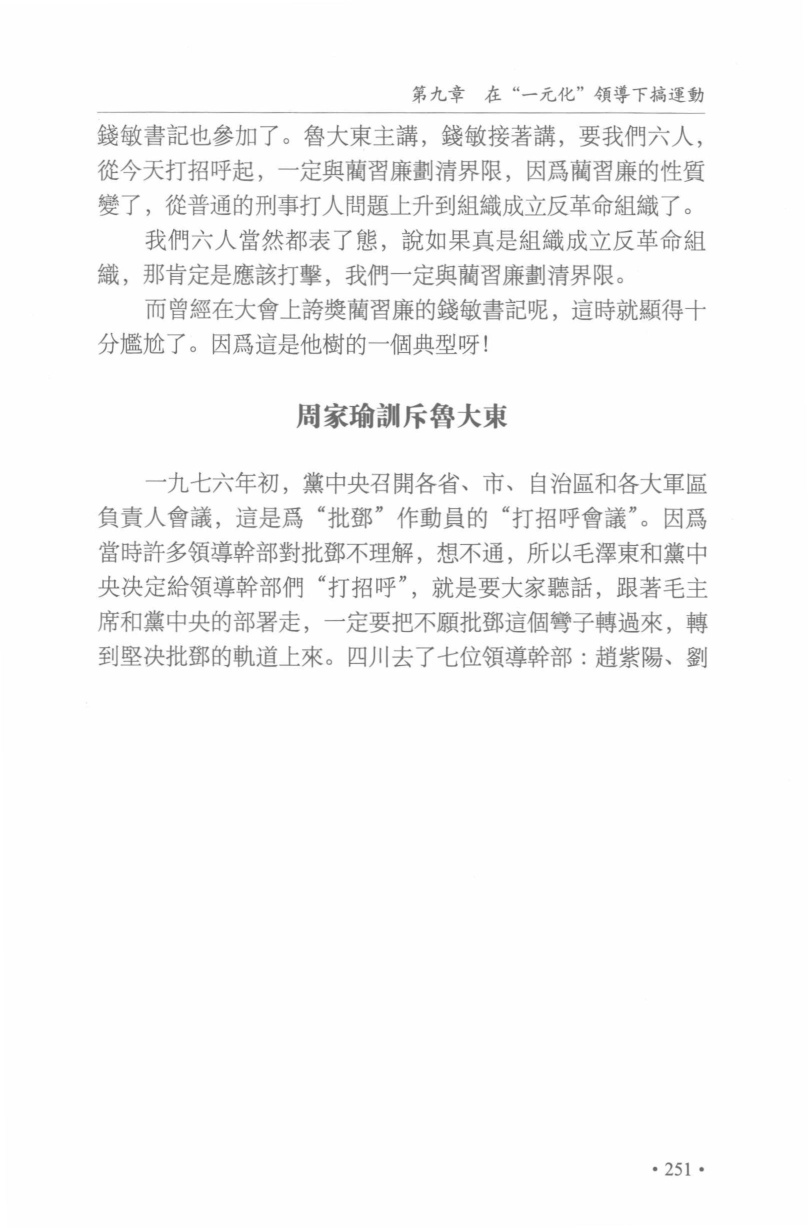 第九章　在“一元化”領導下搞運動
錢敏書記也參加了。魯大東主講，錢敏接著講，要我們六人，
從今天打招呼起，一定與藺習廉劃清界限，因爲藺習廉的性質
變了，從普通的刑事打人問題上升到組織成立反革命組織了。
我們六人當然都表了態，說如果真是組織成立反革命組
織，那肯定是應該打擊，我們一定與藺習廉劃清界限。
而曾經在大會上誇獎藺習廉的錢敏書記呢，這時就顯得十
分尷尬了。因爲這是他樹的一個典型呀！
周家瑜訓斥魯大東
一九七六年初，黨中央召開各省、市、自治區和各大軍區
負責人會議，這是爲“批鄧”作動員的“打招呼會議”。因爲
當時許多領導幹部對批鄧不理解，想不通，所以毛澤東和黨中
央决定給領導幹部們“打招呼”，就是要大家聽話，跟著毛主
席和黨中央的部署走，一定要把不願批鄧這個彎子轉過來，轉
到堅决批鄧的軌道上來。四川去了七位領導幹部：趙紫陽、劉
·251·